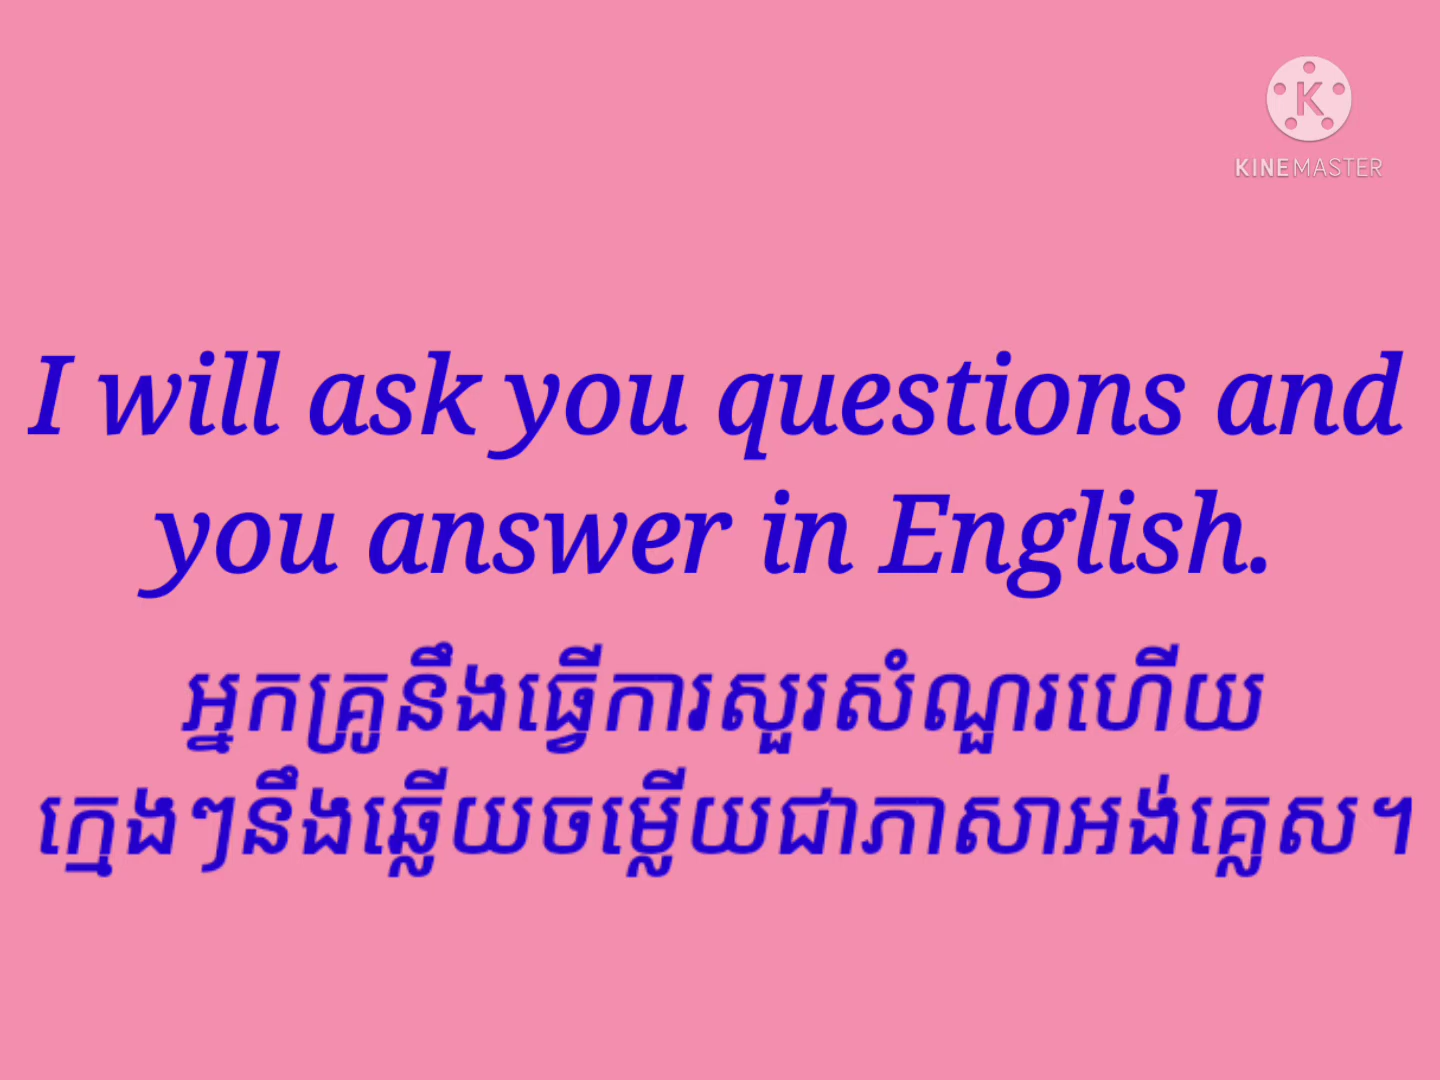 KINEMASTER
I will ask you questions and
you answer in English.
អ្នកគ្រូនឹងធ្វើការសួរសំណួរហើយ
ក្មេងៗនឹងឆ្លើយចម្លើយជាភាសាអង់គ្លេស។